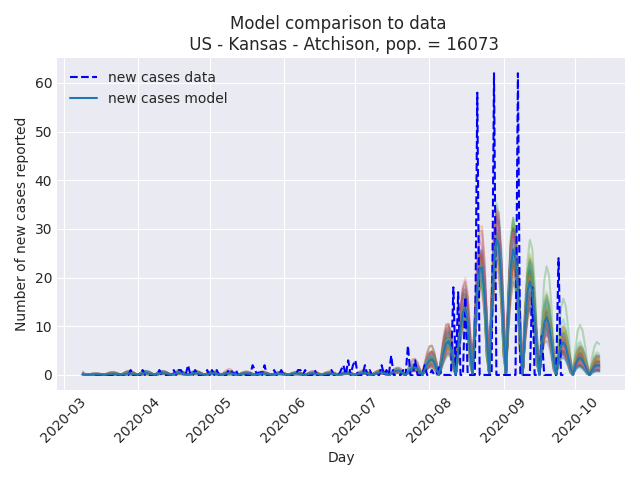 Model comparison to data
US - Kansas - Atchison, pop. = 16073
new cases data
new cases model
Number of new cases reported
60
50
40
30
20
10
0
2020-03
2020-04
2020-05
2020-06
2020-07
2020-08
2020-09
2020-10
Day